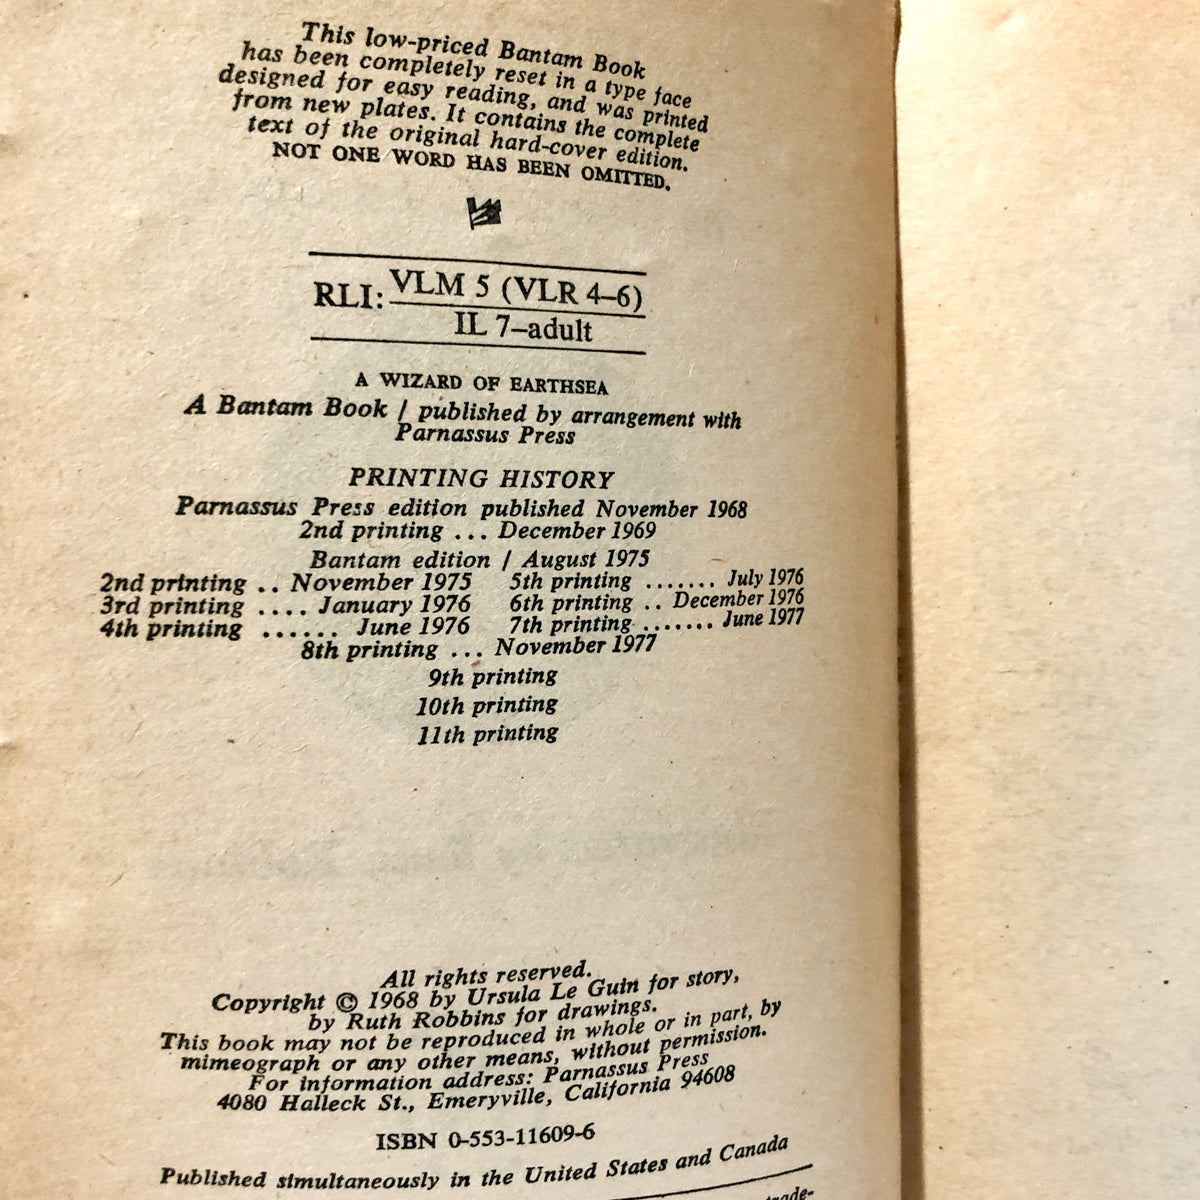 This low-priced Bantam Book
has been completely reset in a type face
designed for easy reading, and was printed
from new plates. It contains the complete
text of the original hard-cover edition.
NOT ONE WORD HAS BEEN OMITTED.
RLI: VLM 5 (VLR 4–6)
IL 7–adult
A WIZARD OF EARTHSEA
A Bantam Book / published by arrangement with
Parnassus Press
PRINTING HISTORY
Parnassus Press edition published November 1968
2nd printing ... December 1969
Bantam edition / August 1975
2nd printing .. November 1975 5th printing ....... July 1976
3rd printing .... January 1976 6th printing .. December 1976
4th printing ...... June 1976 7th printing ....... June 1977
8th printing ... November 1977
9th printing
10th printing
11th printing
All rights reserved.
Copyright © 1968 by Ursula Le Guin for story,
by Ruth Robbins for drawings.
This book may not be reproduced in whole or in part, by
mimeograph or any other means, without permission.
For information address: Parnassus Press
4080 Halleck St., Emeryville, California 94608
ISBN 0-553-11609-6
Published simultaneously in the United States and Canada
trade-